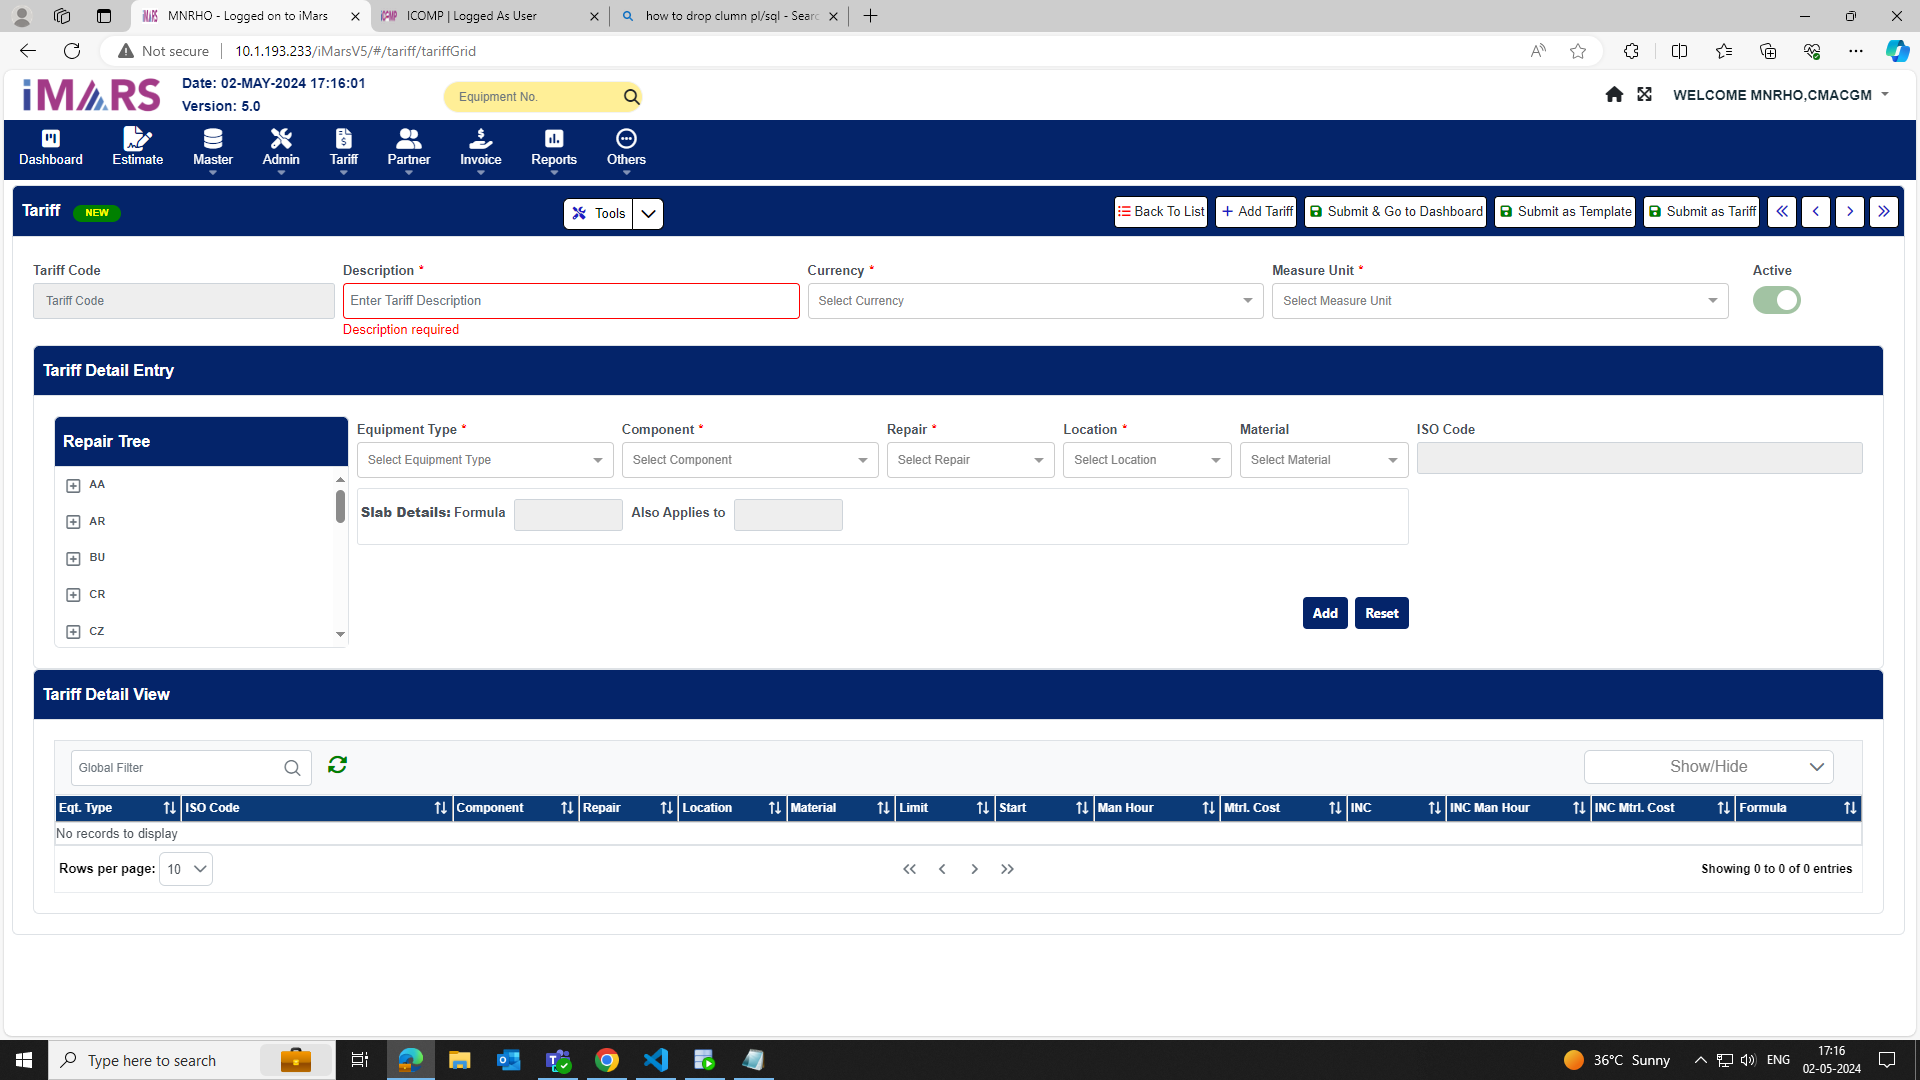 MNRHO - Logged on to iMars
ICOMP | Logged As User
how to drop clumn pl/sql - Searc
Not secure
10.1.193.233/iMarsV5/#/tariff/tariffGrid
iMARS
Date: 02-MAY-2024 17:16:01
Version: 5.0
Equipment No.
WELCOME MNRHO,CMACGM
Dashboard
Estimate
Master
Admin
Tariff
Partner
Invoice
Reports
Others
Tariff NEW
Tools
Back To List
Add Tariff
Submit & Go to Dashboard
Submit as Template
Submit as Tariff
Tariff Code
Description *
Currency *
Measure Unit *
Active
Tariff Code
Enter Tariff Description
Select Currency
Select Measure Unit
Description required
Tariff Detail Entry
Repair Tree
AA
AR
BU
CR
CZ
Equipment Type *
Component *
Repair *
Location *
Material
ISO Code
Select Equipment Type
Select Component
Select Repair
Select Location
Select Material
Slab Details: Formula
Also Applies to
Add
Reset
Tariff Detail View
Global Filter
Show/Hide
Eqt. Type
ISO Code
Component
Repair
Location
Material
Limit
Start
Man Hour
Mtrl. Cost
INC
INC Man Hour
INC Mtrl. Cost
Formula
No records to display
Rows per page: 10
Showing 0 to 0 of 0 entries
Type here to search
36°C Sunny
ENG
17:16
02-05-2024